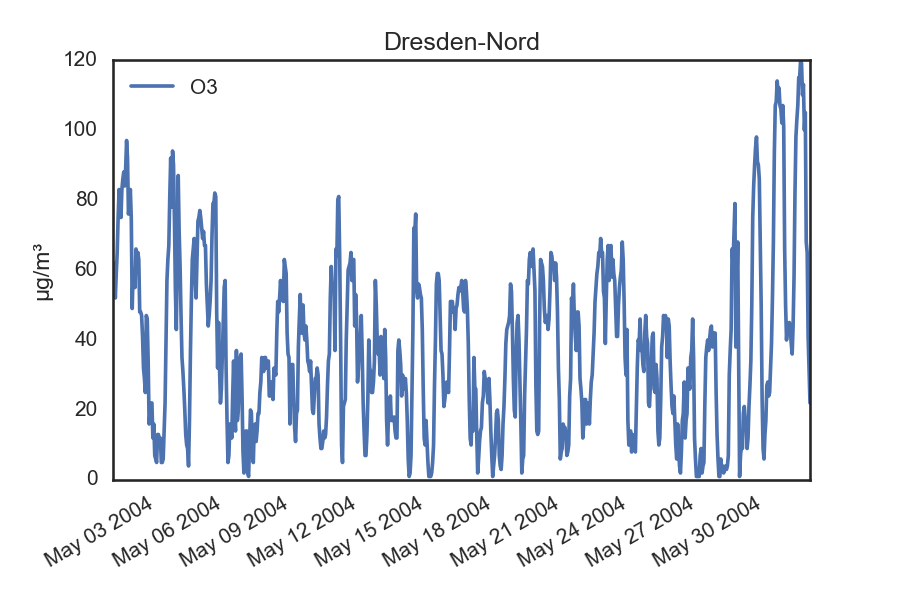 Dresden-Nord
O3
µg/m³
120
100
80
60
40
20
0
May 03 2004
May 06 2004
May 09 2004
May 12 2004
May 15 2004
May 18 2004
May 21 2004
May 24 2004
May 27 2004
May 30 2004